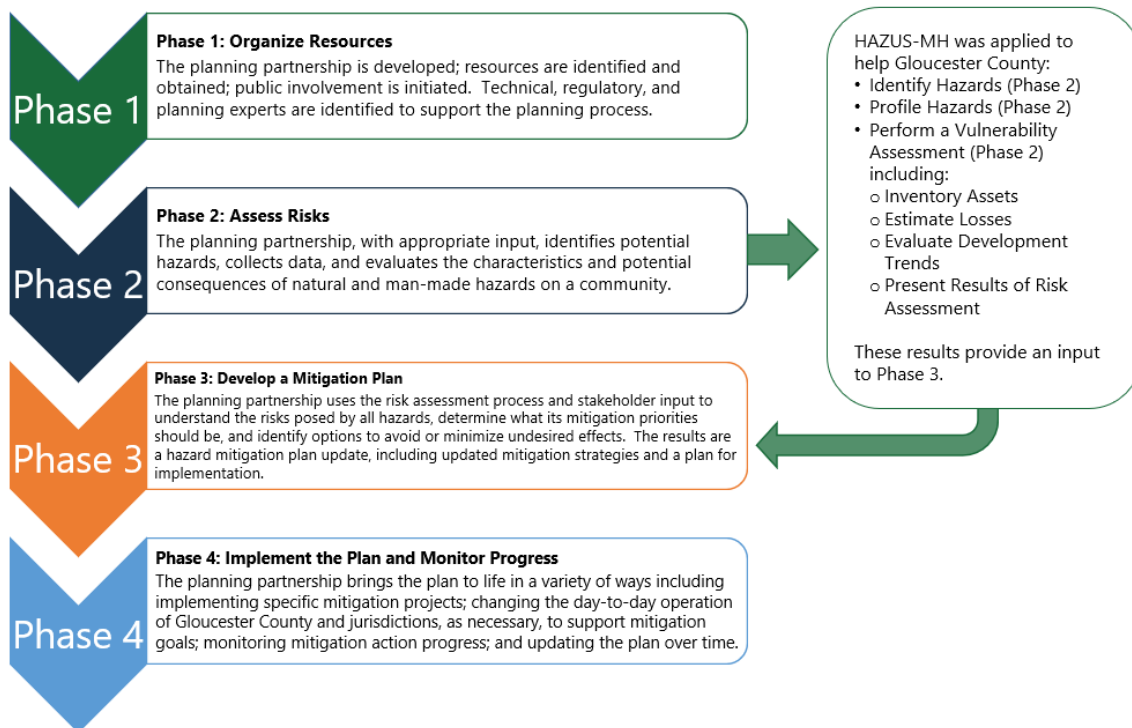 Phase 1
Phase 1: Organize Resources
The planning partnership is developed; resources are identified and
obtained; public involvement is initiated.  Technical, regulatory, and
planning experts are identified to support the planning process.
Phase 2
Phase 2: Assess Risks
The planning partnership, with appropriate input, identifies potential
hazards, collects data, and evaluates the characteristics and potential
consequences of natural and man-made hazards on a community.
HAZUS-MH was applied to
help Gloucester County:
• Identify Hazards (Phase 2)
• Profile Hazards (Phase 2)
• Perform a Vulnerability
Assessment (Phase 2)
including:
o Inventory Assets
o Estimate Losses
o Evaluate Development
Trends
o Present Results of Risk
Assessment
These results provide an input
to Phase 3.
Phase 3
Phase 3: Develop a Mitigation Plan
The planning partnership uses the risk assessment process and stakeholder input to
understand the risks posed by all hazards, determine what its mitigation priorities
should be, and identify options to avoid or minimize undesired effects.  The results are
a hazard mitigation plan update, including updated mitigation strategies and a plan for
implementation.
Phase 4
Phase 4: Implement the Plan and Monitor Progress
The planning partnership brings the plan to life in a variety of ways including
implementing specific mitigation projects; changing the day-to-day operation
of Gloucester County and jurisdictions, as necessary, to support mitigation
goals; monitoring mitigation action progress; and updating the plan over time.